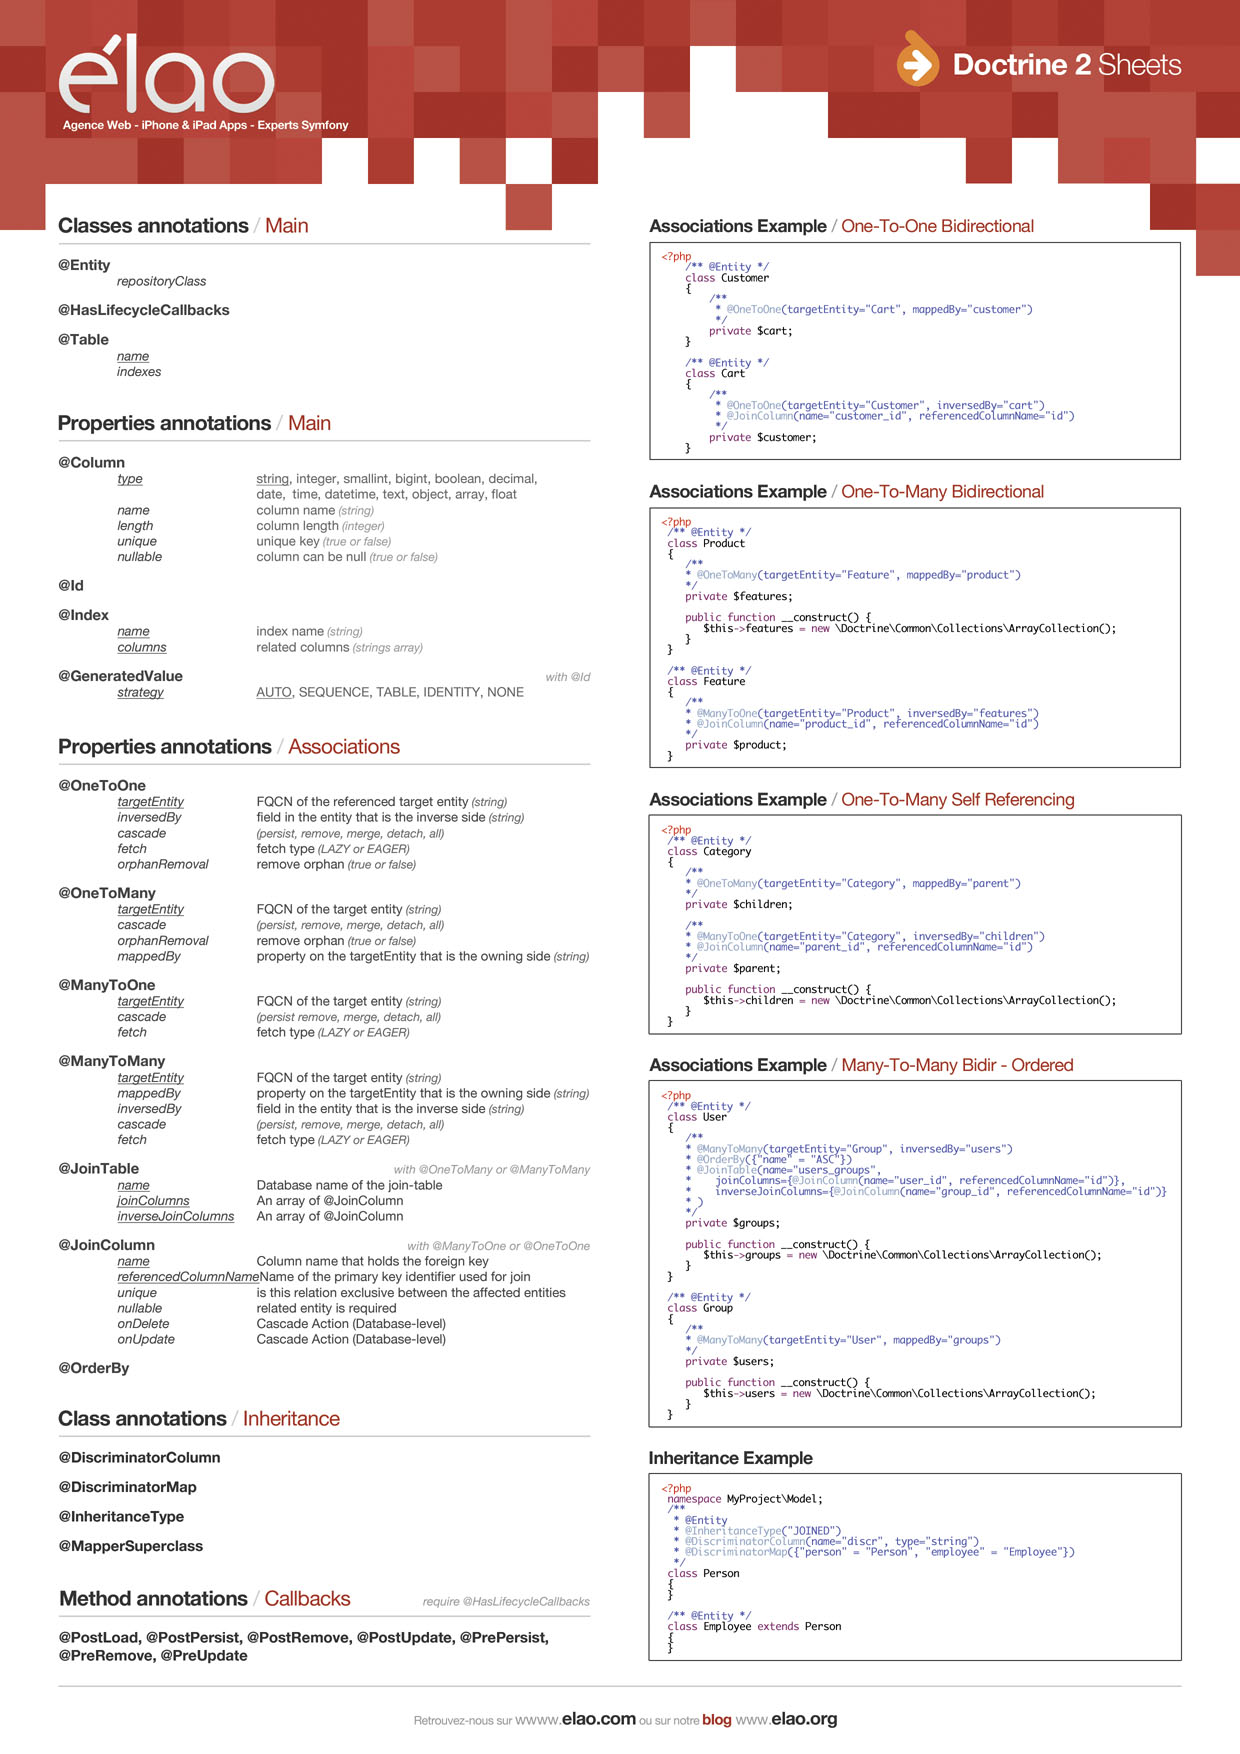 élao
Agence Web - iPhone & iPad Apps - Experts Symfony
Doctrine 2 Sheets
Classes annotations / Main
@Entity
repositoryClass
@HasLifecycleCallbacks
@Table
name
indexes
Properties annotations / Main
@Column
type string, integer, smallint, bigint, boolean, decimal,
date, time, datetime, text, object, array, float
name column name (string)
length column length (integer)
unique unique key (true or false)
nullable column can be null (true or false)
@Id
@Index
name index name (string)
columns related columns (strings array)
@GeneratedValue with @Id
strategy AUTO, SEQUENCE, TABLE, IDENTITY, NONE
Properties annotations / Associations
@OneToOne
targetEntity FQCN of the referenced target entity (string)
inversedBy field in the entity that is the inverse side (string)
cascade (persist, remove, merge, detach, all)
fetch fetch type (LAZY or EAGER)
orphanRemoval remove orphan (true or false)
@OneToMany
targetEntity FQCN of the target entity (string)
cascade (persist, remove, merge, detach, all)
orphanRemoval remove orphan (true or false)
mappedBy property on the targetEntity that is the owning side (string)
@ManyToOne
targetEntity FQCN of the target entity (string)
cascade (persist remove, merge, detach, all)
fetch fetch type (LAZY or EAGER)
@ManyToMany
targetEntity FQCN of the target entity (string)
mappedBy property on the targetEntity that is the owning side (string)
inversedBy field in the entity that is the inverse side (string)
cascade (persist, remove, merge, detach, all)
fetch fetch type (LAZY or EAGER)
@JoinTable with @OneToMany or @ManyToMany
name Database name of the join-table
joinColumns An array of @JoinColumn
inverseJoinColumns An array of @JoinColumn
@JoinColumn with @ManyToOne or @OneToOne
name Column name that holds the foreign key
referencedColumnName Name of the primary key identifier used for join
unique is this relation exclusive between the affected entities
nullable related entity is required
onDelete Cascade Action (Database-level)
onUpdate Cascade Action (Database-level)
@OrderBy
Class annotations / Inheritance
@DiscriminatorColumn
@DiscriminatorMap
@InheritanceType
@MapperSuperclass
Method annotations / Callbacks require @HasLifecycleCallbacks
@PostLoad, @PostPersist, @PostRemove, @PostUpdate, @PrePersist,
@PreRemove, @PreUpdate
Associations Example / One-To-One Bidirectional
<?php
/** @Entity */
class Customer
{
/**
* @OneToOne(targetEntity="Cart", mappedBy="customer")
*/
private $cart;
}
/** @Entity */
class Cart
{
/**
* @OneToOne(targetEntity="Customer", inversedBy="cart")
* @JoinColumn(name="customer_id", referencedColumnName="id")
*/
private $customer;
}
Associations Example / One-To-Many Bidirectional
<?php
/** @Entity */
class Product
{
/**
* @OneToMany(targetEntity="Feature", mappedBy="product")
*/
private $features;
public function __construct() {
$this->features = new \Doctrine\Common\Collections\ArrayCollection();
}
}
/** @Entity */
class Feature
{
/**
* @ManyToOne(targetEntity="Product", inversedBy="features")
* @JoinColumn(name="product_id", referencedColumnName="id")
*/
private $product;
}
Associations Example / One-To-Many Self Referencing
<?php
/** @Entity */
class Category
{
/**
* @OneToMany(targetEntity="Category", mappedBy="parent")
*/
private $children;
/**
* @ManyToOne(targetEntity="Category", inversedBy="children")
* @JoinColumn(name="parent_id", referencedColumnName="id")
*/
private $parent;
public function __construct() {
$this->children = new \Doctrine\Common\Collections\ArrayCollection();
}
}
Associations Example / Many-To-Many Bidir - Ordered
<?php
/** @Entity */
class User
{
/**
* @ManyToMany(targetEntity="Group", inversedBy="users")
* @OrderBy({"name" = "ASC"})
* @JoinTable(name="users_groups",
* joinColumns={@JoinColumn(name="user_id", referencedColumnName="id")},
* inverseJoinColumns={@JoinColumn(name="group_id", referencedColumnName="id")}
* )
*/
private $groups;
public function __construct() {
$this->groups = new \Doctrine\Common\Collections\ArrayCollection();
}
}
/** @Entity */
class Group
{
/**
* @ManyToMany(targetEntity="User", mappedBy="groups")
*/
private $users;
public function __construct() {
$this->users = new \Doctrine\Common\Collections\ArrayCollection();
}
}
Inheritance Example
<?php
namespace MyProject\Model;
/**
* @Entity
* @InheritanceType("JOINED")
* @DiscriminatorColumn(name="discr", type="string")
* @DiscriminatorMap({"person" = "Person", "employee" = "Employee"})
*/
class Person
{
}
/** @Entity */
class Employee extends Person
{
}
Retrouvez-nous sur wwww.elao.com ou sur notre blog www.elao.org